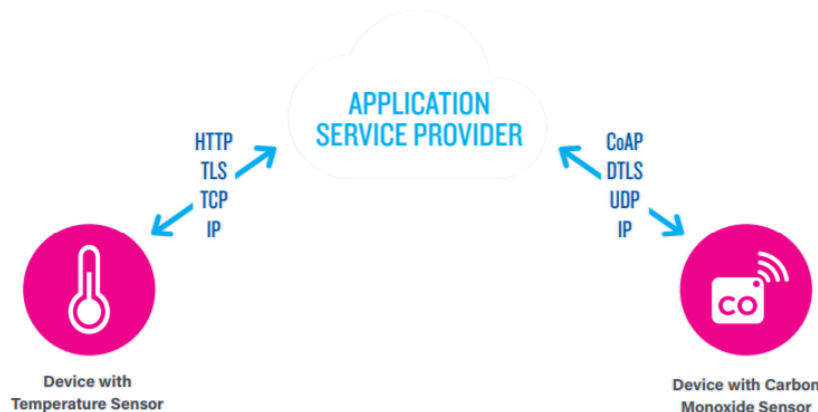 APPLICATION
SERVICE PROVIDER
HTTP
TLS
TCP
IP
CoAP
DTLS
UDP
IP
CO
Device with
Temperature Sensor
Device with Carbon
Monoxide Sensor